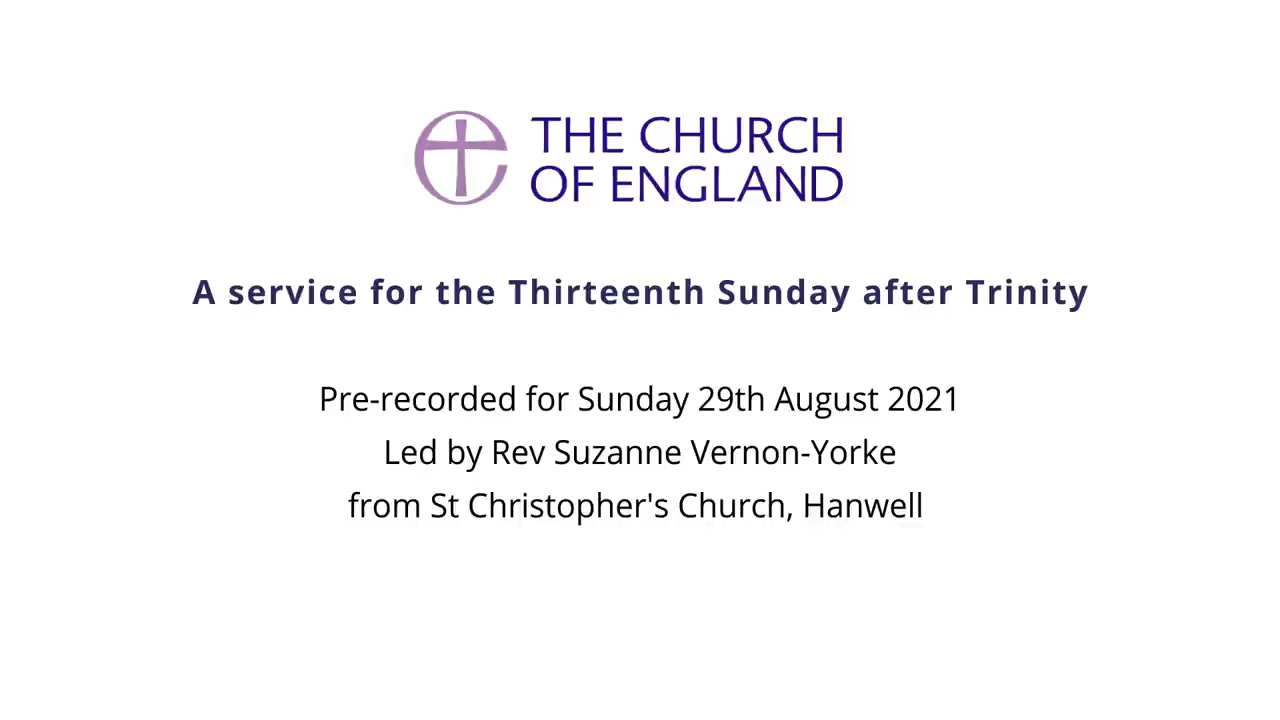 THE CHURCH
OF ENGLAND
A service for the Thirteenth Sunday after Trinity
Pre-recorded for Sunday 29th August 2021
Led by Rev Suzanne Vernon-Yorke
from St Christopher's Church, Hanwell